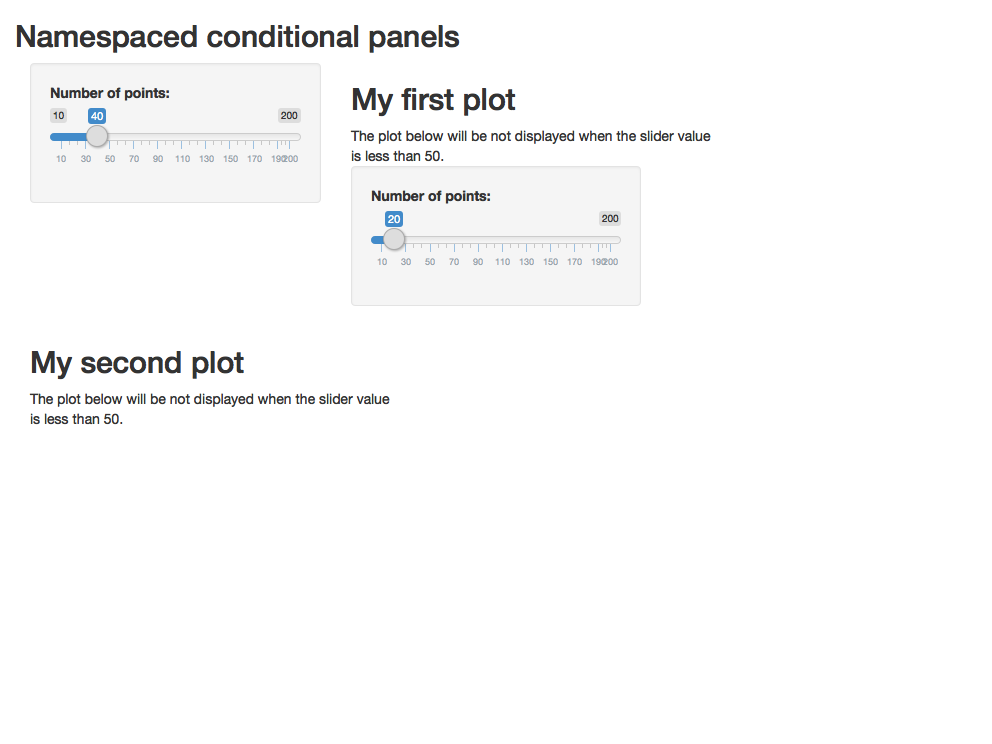 Namespaced conditional panels
Number of points:
10 40 200
10 30 50 70 90 110 130 150 170 190 200
My first plot
The plot below will be not displayed when the slider value
is less than 50.
Number of points:
20 200
10 30 50 70 90 110 130 150 170 190 200
My second plot
The plot below will be not displayed when the slider value
is less than 50.